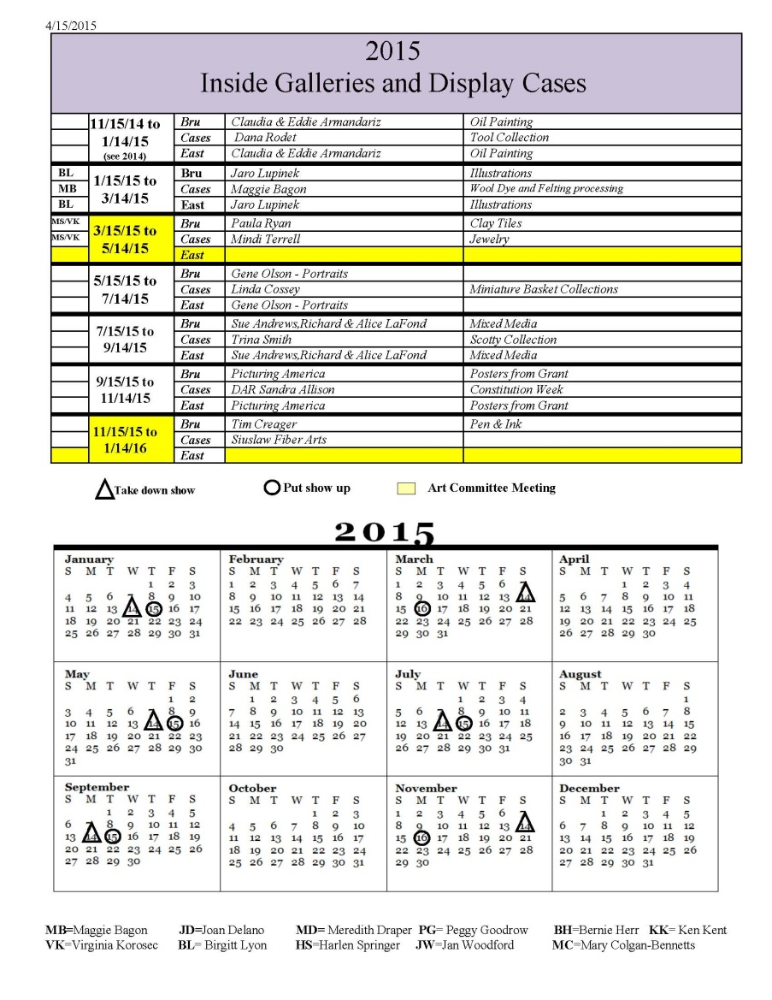 4/15/2015
2015
Inside Galleries and Display Cases
11/15/14 to 1/14/15 (see 2014)
Bru Claudia & Eddie Armandariz Oil Painting
Cases Dana Rodet Tool Collection
East Claudia & Eddie Armandariz Oil Painting
1/15/15 to 3/14/15
BL Bru Jaro Lupinek Illustrations
MB Cases Maggie Bagon Wool Dye and Felting processing
BL East Jaro Lupinek Illustrations
3/15/15 to 5/14/15
MS/VK Bru Paula Ryan Clay Tiles
MS/VK Cases Mindi Terrell Jewelry
East
5/15/15 to 7/14/15
Bru Gene Olson - Portraits
Cases Linda Cossey Miniature Basket Collections
East Gene Olson - Portraits
7/15/15 to 9/14/15
Bru Sue Andrews,Richard & Alice LaFond Mixed Media
Cases Trina Smith Scotty Collection
East Sue Andrews,Richard & Alice LaFond Mixed Media
9/15/15 to 11/14/15
Bru Picturing America Posters from Grant
Cases DAR Sandra Allison Constitution Week
East Picturing America Posters from Grant
11/15/15 to 1/14/16
Bru Tim Creager Pen & Ink
Cases Siuslaw Fiber Arts
East
Take down show Put show up Art Committee Meeting
2015
January
S M T W T F S
1 2 3
4 5 6 7 8 9 10
11 12 13 14 15 16 17
18 19 20 21 22 23 24
25 26 27 28 29 30 31
February
S M T W T F S
1 2 3 4 5 6 7
8 9 10 11 12 13 14
15 16 17 18 19 20 21
22 23 24 25 26 27 28
March
S M T W T F S
1 2 3 4 5 6 7
8 9 10 11 12 13 14
15 16 17 18 19 20 21
22 23 24 25 26 27 28
29 30 31
April
S M T W T F S
1 2 3 4
5 6 7 8 9 10 11
12 13 14 15 16 17 18
19 20 21 22 23 24 25
26 27 28 29 30
May
S M T W T F S
1 2
3 4 5 6 7 8 9
10 11 12 13 14 15 16
17 18 19 20 21 22 23
24 25 26 27 28 29 30
31
June
S M T W T F S
1 2 3 4 5 6
7 8 9 10 11 12 13
14 15 16 17 18 19 20
21 22 23 24 25 26 27
28 29 30
July
S M T W T F S
1 2 3 4
5 6 7 8 9 10 11
12 13 14 15 16 17 18
19 20 21 22 23 24 25
26 27 28 29 30 31
August
S M T W T F S
1
2 3 4 5 6 7 8
9 10 11 12 13 14 15
16 17 18 19 20 21 22
23 24 25 26 27 28 29
30 31
September
S M T W T F S
1 2 3 4 5
6 7 8 9 10 11 12
13 14 15 16 17 18 19
20 21 22 23 24 25 26
27 28 29 30
October
S M T W T F S
1 2 3
4 5 6 7 8 9 10
11 12 13 14 15 16 17
18 19 20 21 22 23 24
25 26 27 28 29 30 31
November
S M T W T F S
1 2 3 4 5 6 7
8 9 10 11 12 13 14
15 16 17 18 19 20 21
22 23 24 25 26 27 28
29 30
December
S M T W T F S
1 2 3 4 5
6 7 8 9 10 11 12
13 14 15 16 17 18 19
20 21 22 23 24 25 26
27 28 29 30 31
MB=Maggie Bagon JD=Joan Delano MD= Meredith Draper PG= Peggy Goodrow BH=Bernie Herr KK= Ken Kent
VK=Virginia Korosec BL= Birgitt Lyon HS=Harlen Springer JW=Jan Woodford MC=Mary Colgan-Bennetts